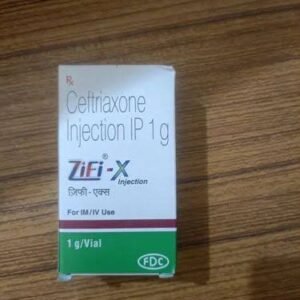 Rx
Ceftriaxone
Injection IP 1 g
ZiFi®-X
Injection
ज़िफी-एक्स
For IM/IV Use
1 g/Vial
FDC